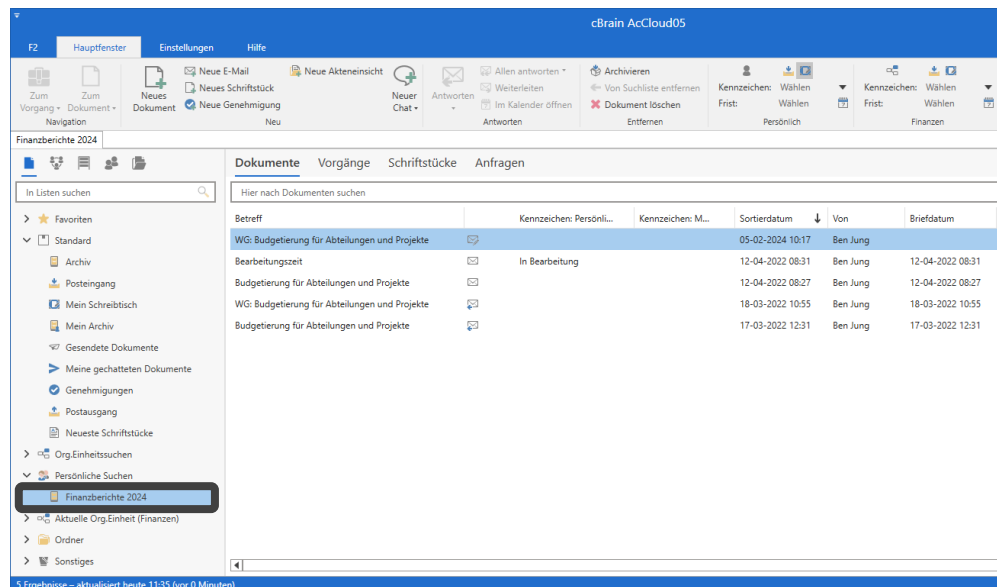 cBrain AcCloud05
F2 Hauptfenster Einstellungen Hilfe
Zum Vorgang
Zum Dokument
Navigation
Neues Dokument
Neue E-Mail
Neues Schriftstück
Neue Genehmigung
Neue Akteneinsicht
Neuer Chat
Neu
Antworten
Allen antworten
Weiterleiten
Im Kalender öffnen
Antworten
Archivieren
Von Suchliste entfernen
Dokument löschen
Entfernen
Kennzeichen: Wählen
Frist: Wählen
Persönlich
Kennzeichen: Wählen
Frist: Wählen
Finanzen
Finanzberichte 2024
In Listen suchen
Favoriten
Standard
Archiv
Posteingang
Mein Schreibtisch
Mein Archiv
Gesendete Dokumente
Meine gechatteten Dokumente
Genehmigungen
Postausgang
Neueste Schriftstücke
Org.Einheitssuchen
Persönliche Suchen
Finanzberichte 2024
Aktuelle Org.Einheit (Finanzen)
Ordner
Sonstiges
Dokumente Vorgänge Schriftstücke Anfragen
Hier nach Dokumenten suchen
Betreff Kennzeichen: Persönli... Kennzeichen: M... Sortierdatum Von Briefdatum
WG: Budgetierung für Abteilungen und Projekte 05-02-2024 10:17 Ben Jung
Bearbeitungszeit In Bearbeitung 12-04-2022 08:31 Ben Jung 12-04-2022 08:31
Budgetierung für Abteilungen und Projekte 12-04-2022 08:27 Ben Jung 12-04-2022 08:27
WG: Budgetierung für Abteilungen und Projekte 18-03-2022 10:55 Ben Jung 18-03-2022 10:55
Budgetierung für Abteilungen und Projekte 17-03-2022 12:31 Ben Jung 17-03-2022 12:31
5 Ergebnisse – aktualisiert heute 11:35 (vor 0 Minuten)